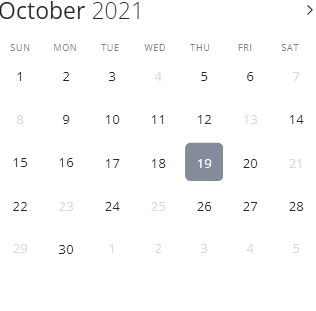 October 2021
SUN MON TUE WED THU FRI SAT
1 2 3 4 5 6 7
8 9 10 11 12 13 14
15 16 17 18 19 20 21
22 23 24 25 26 27 28
29 30 1 2 3 4 5